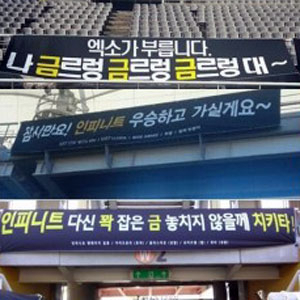 엑소가 부릅니다.
나 금르렁 금르렁 금르렁 대 ~
잠시만요! 인피니트 우승하고 가실게요~
인피니트 다신 꽉 잡은 금 놓치지 않을께 치키타!